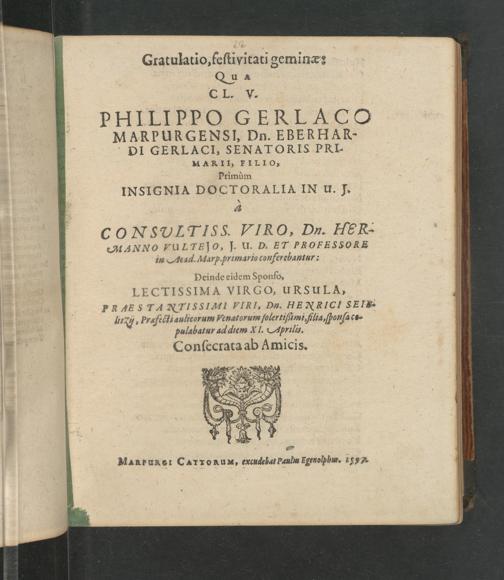 Gratulatio, festivitati geminæ:
Qua
CL. V.
PHILIPPO GERLACO
MARPURGENSI, Dn. EBERHAR-
DI GERLACI, SENATORIS PRI-
MARII, FILIO,
Primùm
INSIGNIA DOCTORALIA IN U. J.
à
CONSULTISS. VIRO, Dn. HER-
MANNO VULTEJO, J. U. D. ET PROFESSORE
in Acad. Marp. primario conferebantur:
Deinde eidem Sponso,
LECTISSIMA VIRGO, URSULA,
PRAESTANTISSIMI VIRI, Dn. HENRICI SEIE-
litzij, Præfecti aulicorum Venatorum solertissimi, filia, sponsa co-
pulabatur ad diem XI. Aprilis.
Consecrata ab Amicis.
MARPURGI CATTORUM, excudebat Paulus Egenolphus. 1597.